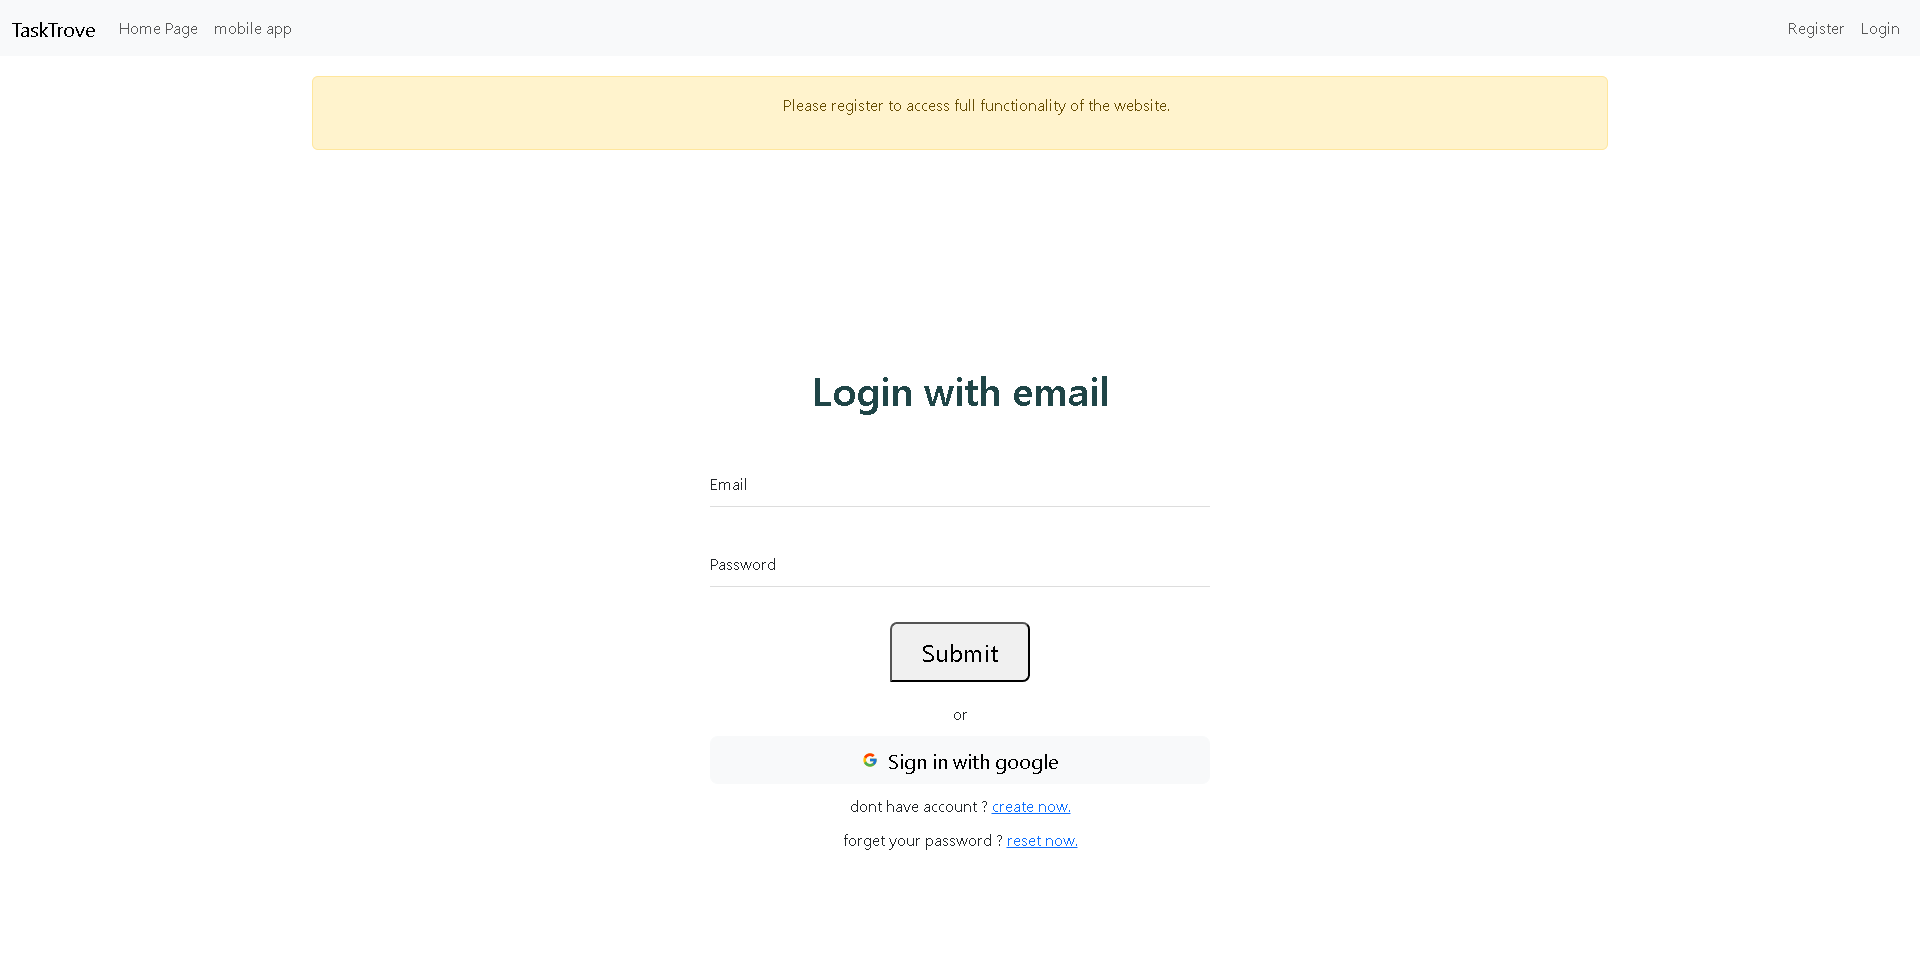 TaskTrove Home Page mobile app Register Login
Please register to access full functionality of the website.
Login with email
Email
Password
Submit
or
Sign in with google
dont have account ? create now.
forget your password ? reset now.